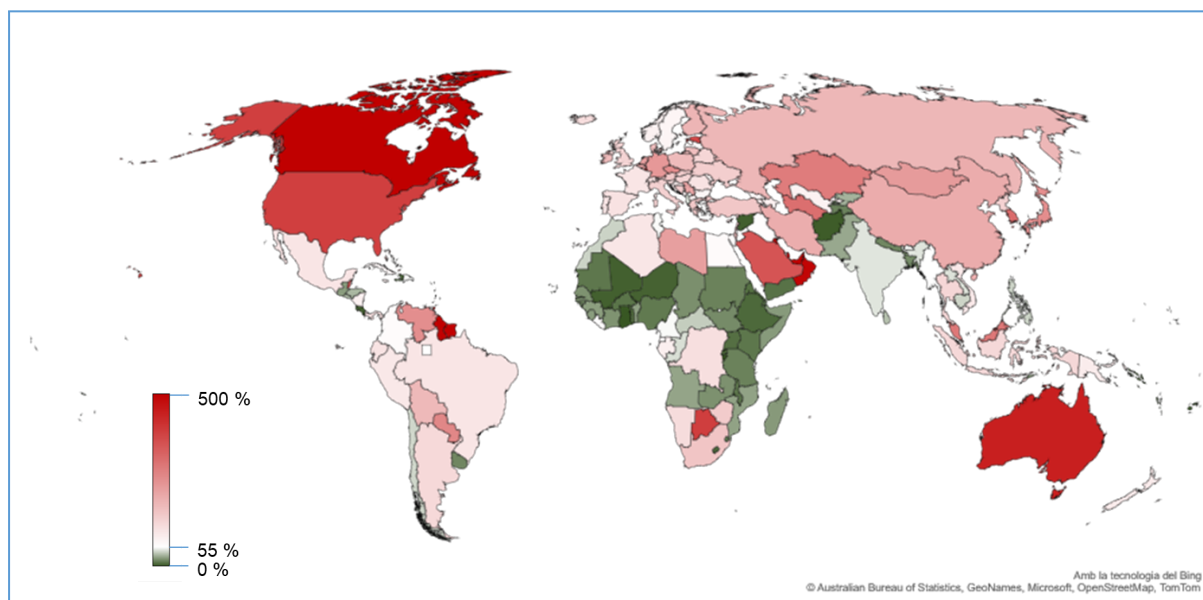 500 %
55 %
0 %
Amb la tecnologia del Bing
© Australian Bureau of Statistics, GeoNames, Microsoft, OpenStreetMap, TomTom